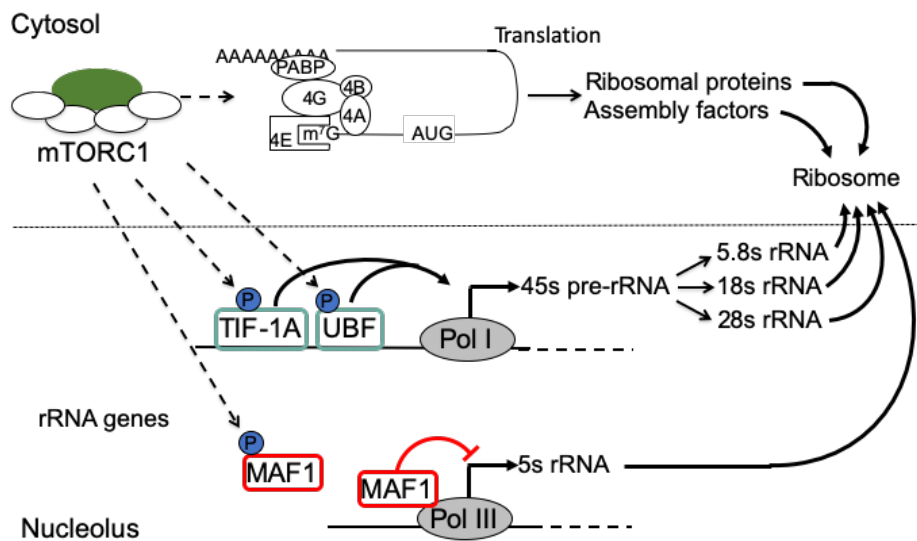 Cytosol
Translation
AAAAAAAAA
PABP
4G
4B
4A
4E
m⁷G
AUG
Ribosomal proteins
Assembly factors
mTORC1
Ribosome
P
TIF-1A
P
UBF
Pol I
45s pre-rRNA
5.8s rRNA
18s rRNA
28s rRNA
rRNA genes
P
MAF1
MAF1
Pol III
5s rRNA
Nucleolus